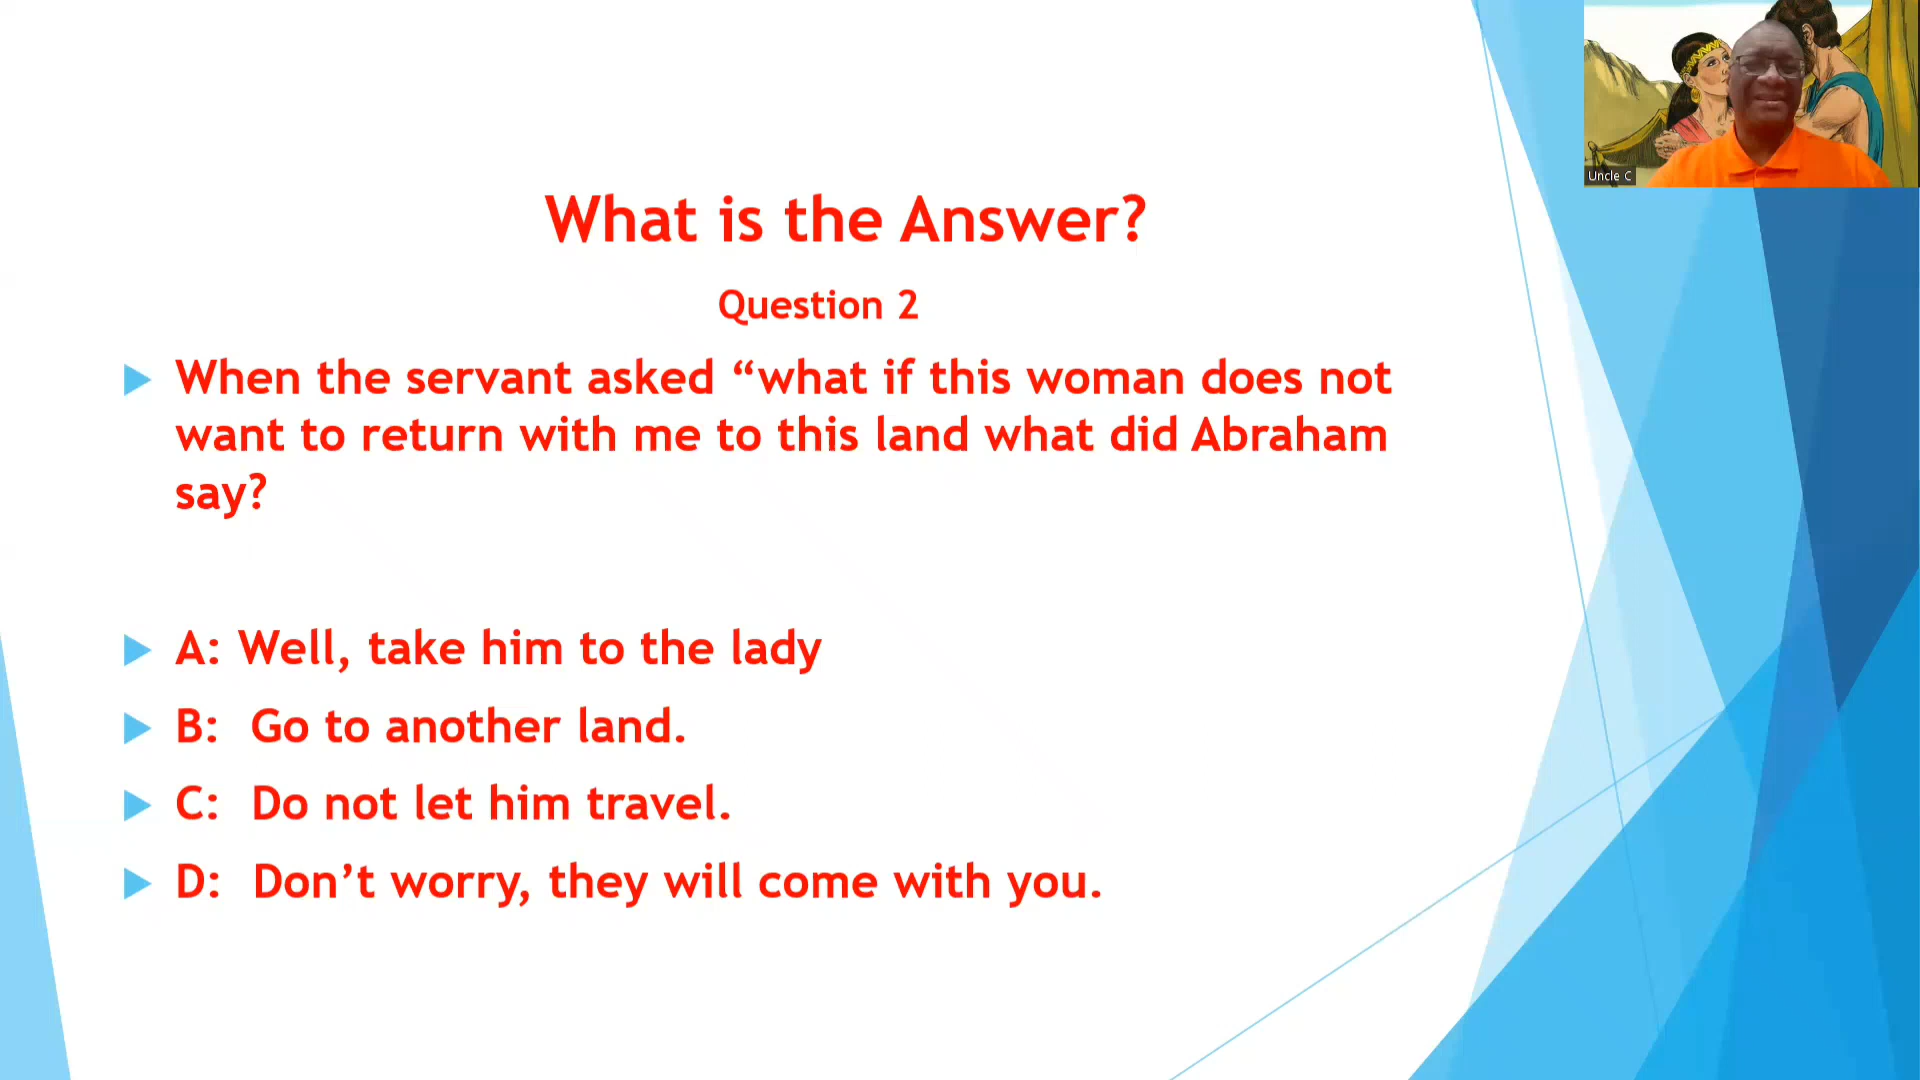 Uncle C
What is the Answer?
Question 2
When the servant asked “what if this woman does not
want to return with me to this land what did Abraham
say?
A: Well, take him to the lady
B: Go to another land.
C: Do not let him travel.
D: Don’t worry, they will come with you.